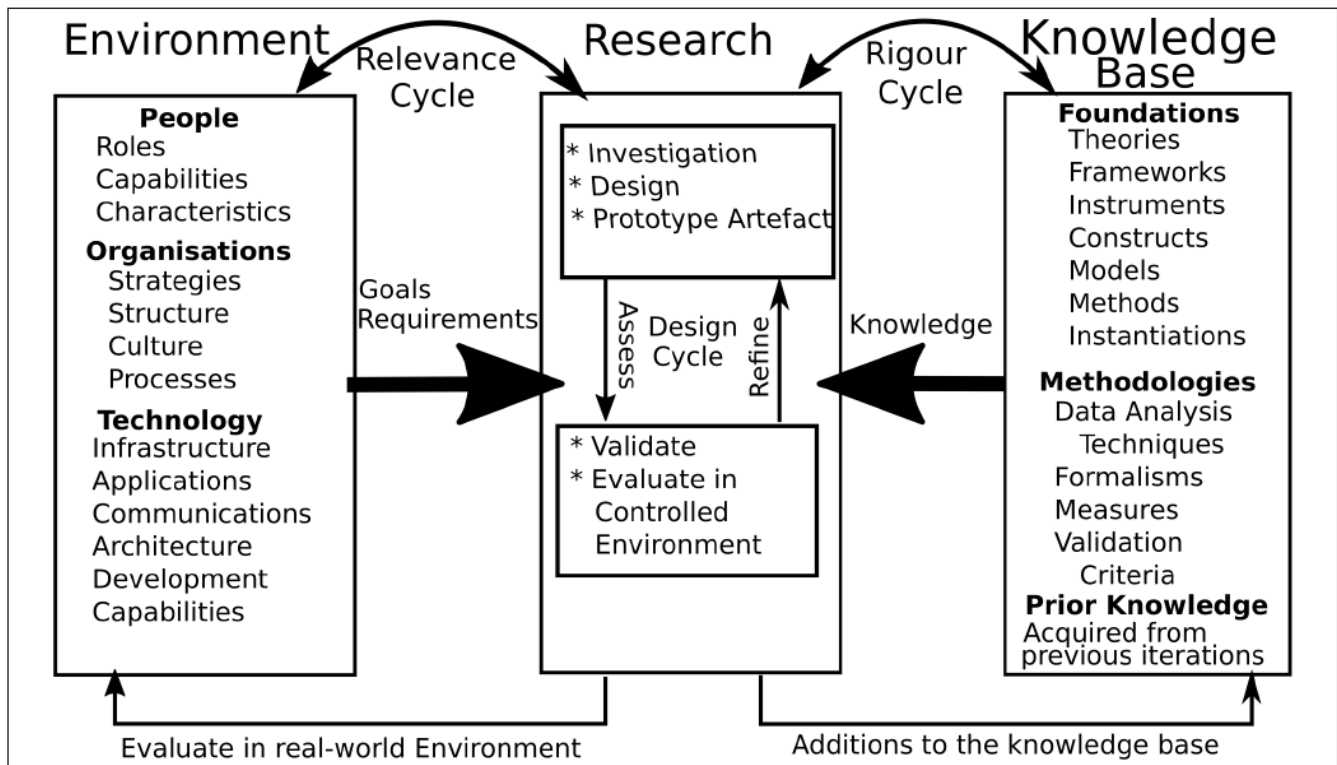 Environment
Relevance
Cycle
Research
Rigour
Cycle
Knowledge
Base
People
Roles
Capabilities
Characteristics
Organisations
Strategies
Structure
Culture
Processes
Technology
Infrastructure
Applications
Communications
Architecture
Development
Capabilities
Goals
Requirements
* Investigation
* Design
* Prototype Artefact
Assess
Design
Cycle
Refine
* Validate
* Evaluate in
Controlled
Environment
Knowledge
Foundations
Theories
Frameworks
Instruments
Constructs
Models
Methods
Instantiations
Methodologies
Data Analysis
Techniques
Formalisms
Measures
Validation
Criteria
Prior Knowledge
Acquired from
previous iterations
Evaluate in real-world Environment
Additions to the knowledge base